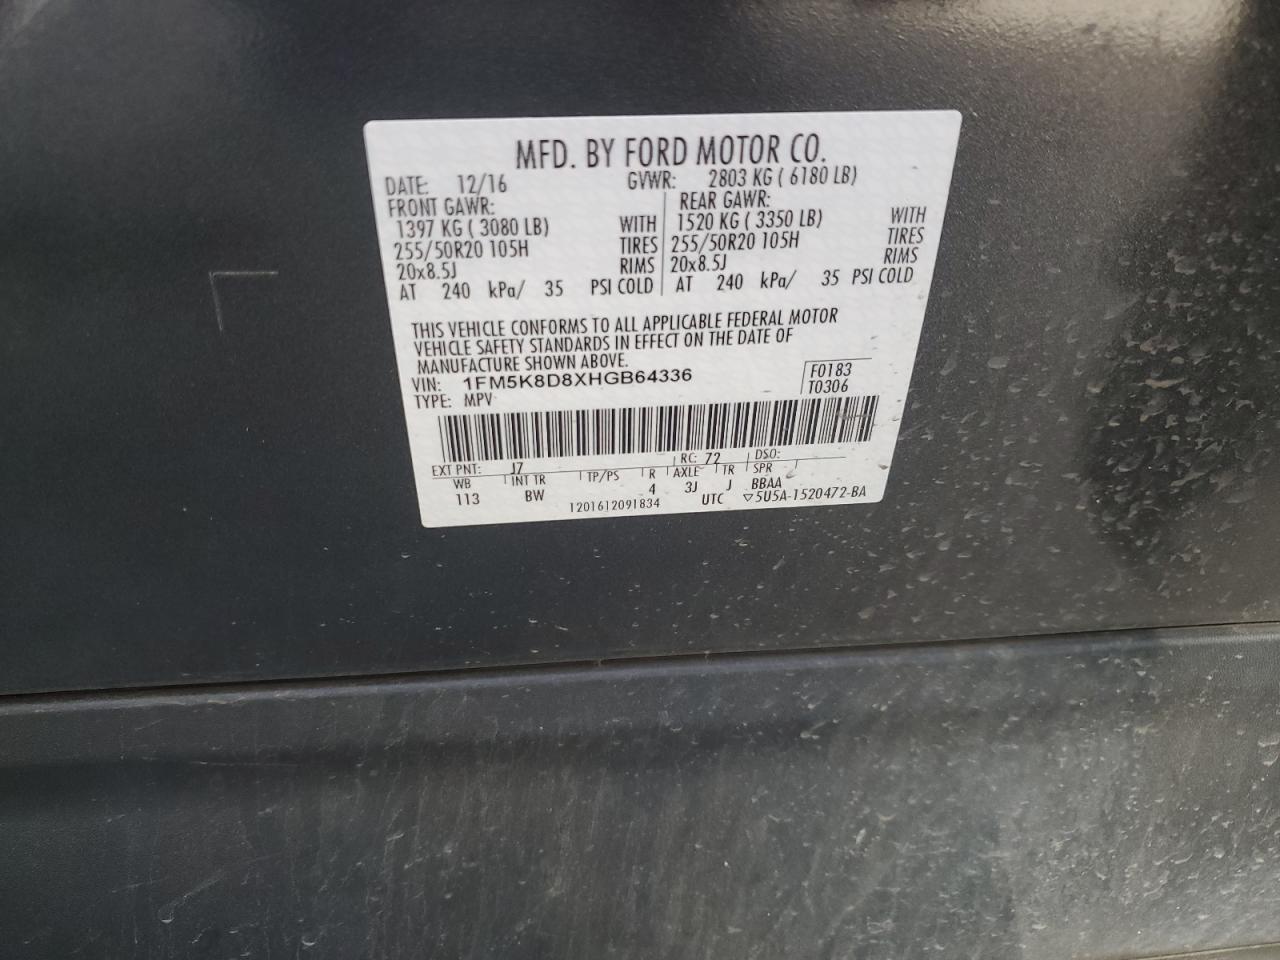 MFD. BY FORD MOTOR CO.
DATE: 12/16 GVWR: 2803 KG ( 6180 LB)
FRONT GAWR: REAR GAWR:
1397 KG ( 3080 LB) WITH 1520 KG ( 3350 LB) WITH
255/50R20 105H TIRES 255/50R20 105H TIRES
20x8.5J RIMS 20x8.5J RIMS
AT 240 kPa/ 35 PSI COLD AT 240 kPa/ 35 PSI COLD
THIS VEHICLE CONFORMS TO ALL APPLICABLE FEDERAL MOTOR
VEHICLE SAFETY STANDARDS IN EFFECT ON THE DATE OF
MANUFACTURE SHOWN ABOVE.
VIN: 1FM5K8D8XHGB64336 F0183
TYPE: MPV T0306
EXT PNT: J7 RC: 72 DSO:
WB INT TR TP/PS R AXLE TR SPR
113 BW 4 3J J BBAA
1201612091834 UTC ▽5U5A-1520472-BA